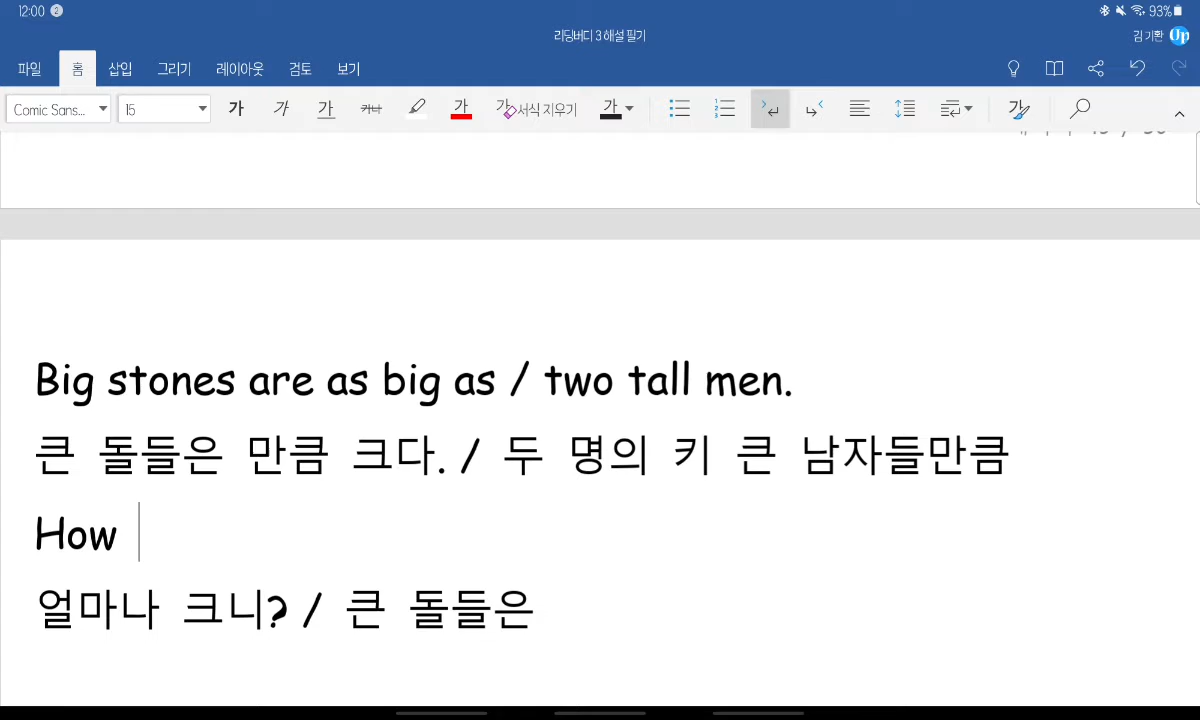 12:00 2 93%
리딩버디 3 해설 필기
김 기환 Up
파일 홈 삽입 그리기 레이아웃 검토 보기
Comic Sans... 15 가 가 가 가나 가 가 서식 지우기 가 가
Big stones are as big as / two tall men.
큰 돌들은 만큼 크다. / 두 명의 키 큰 남자들만큼
How
얼마나 크니? / 큰 돌들은